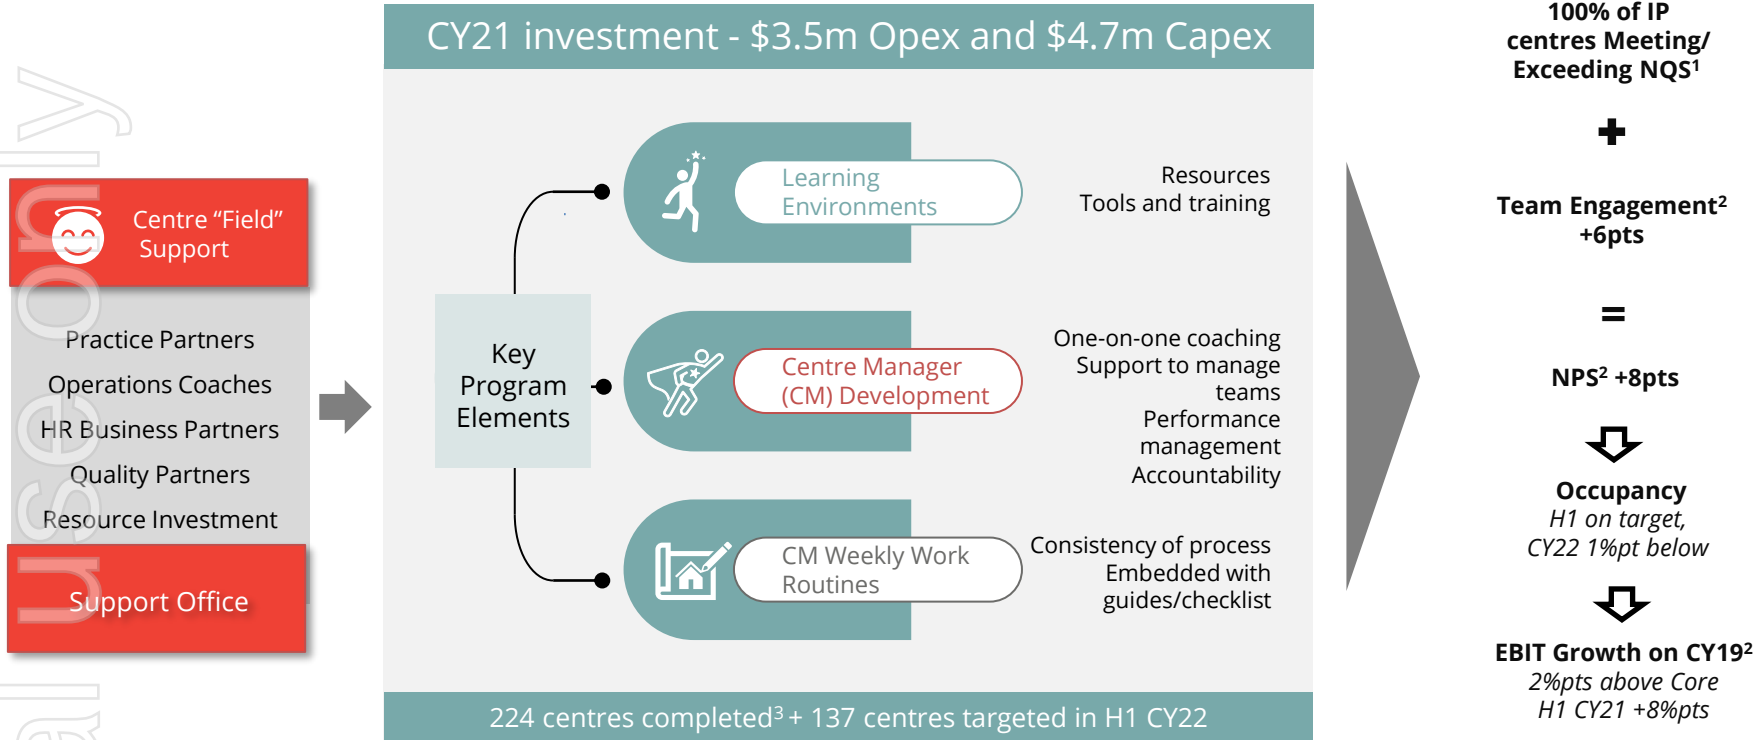 CY21 investment - $3.5m Opex and $4.7m Capex
Centre “Field”
Support
Practice Partners
Operations Coaches
HR Business Partners
Quality Partners
Resource Investment
Support Office
Key
Program
Elements
Learning
Environments
Resources
Tools and training
Centre Manager
(CM) Development
One-on-one coaching
Support to manage
teams
Performance
management
Accountability
CM Weekly Work
Routines
Consistency of process
Embedded with
guides/checklist
224 centres completed³ + 137 centres targeted in H1 CY22
100% of IP
centres Meeting/
Exceeding NQS¹
+
Team Engagement²
+6pts
=
NPS² +8pts
Occupancy
H1 on target,
CY22 1%pt below
EBIT Growth on CY19²
2%pts above Core
H1 CY21 +8%pts
al use only